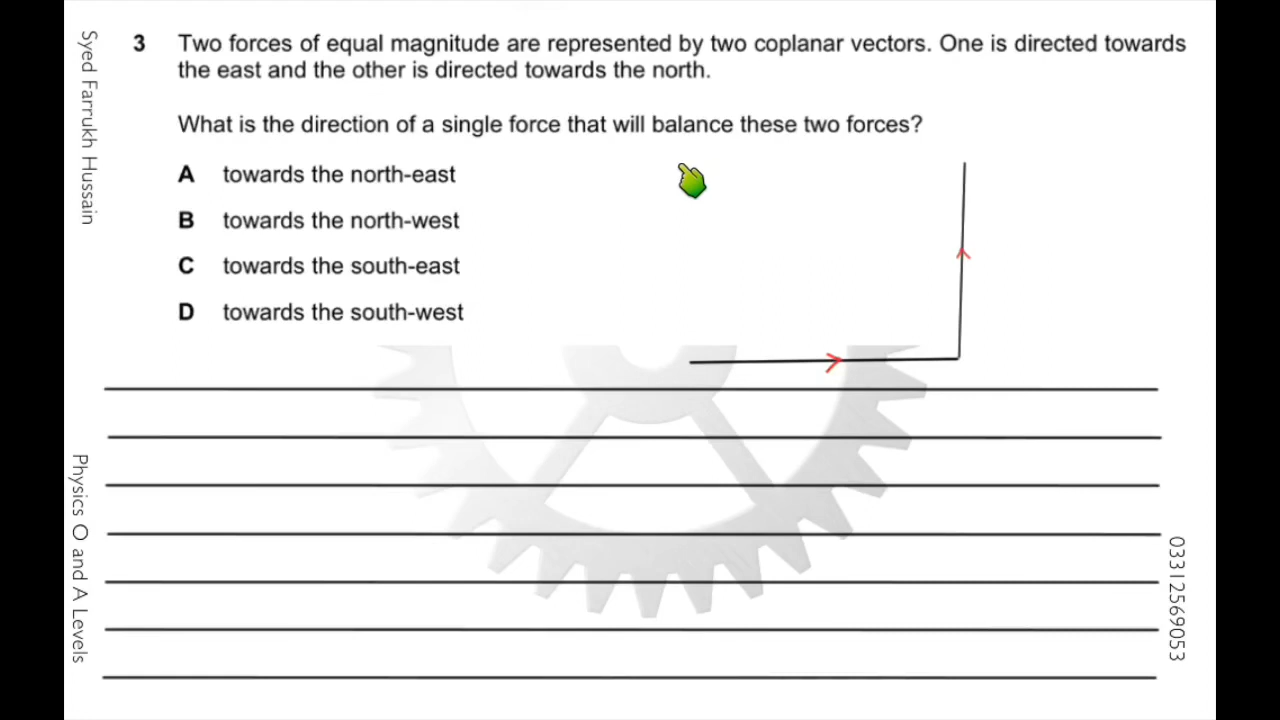 3 Two forces of equal magnitude are represented by two coplanar vectors. One is directed towards
the east and the other is directed towards the north.
What is the direction of a single force that will balance these two forces?
A towards the north-east
B towards the north-west
C towards the south-east
D towards the south-west
Syed Farrukh Hussain
Physics O and A Levels
03312569053